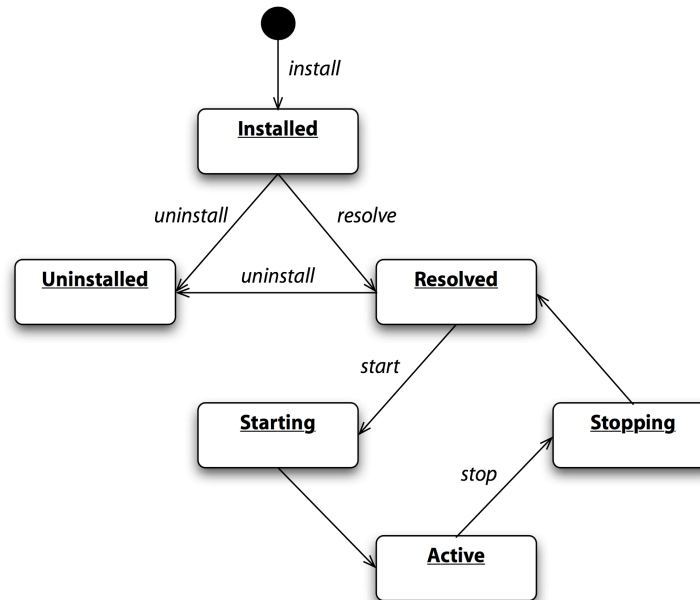 install
Installed
uninstall
resolve
Uninstalled
uninstall
Resolved
start
Starting
Stopping
stop
Active